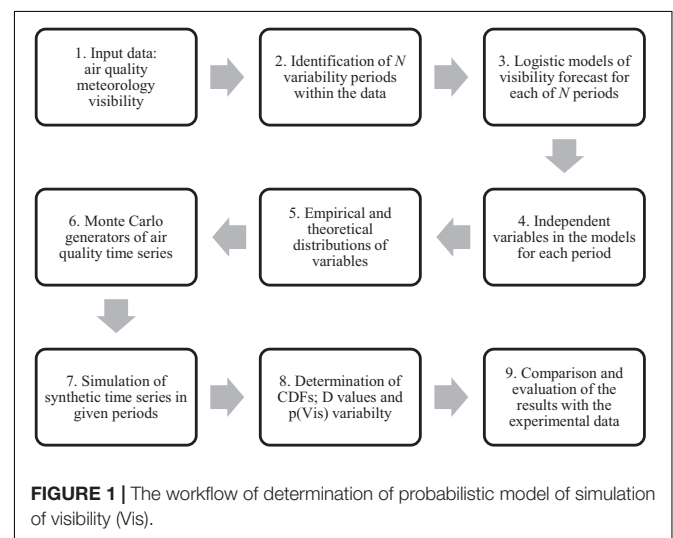 1. Input data:
air quality
meteorology
visibility
2. Identification of N
variability periods
within the data
3. Logistic models of
visibility forecast for
each of N periods
4. Independent
variables in the models
for each period
5. Empirical and
theoretical
distributions of
variables
6. Monte Carlo
generators of air
quality time series
7. Simulation of
synthetic time series in
given periods
8. Determination of
CDFs; D values and
p(Vis) variabilty
9. Comparison and
evaluation of the
results with the
experimental data
FIGURE 1 | The workflow of determination of probabilistic model of simulation
of visibility (Vis).